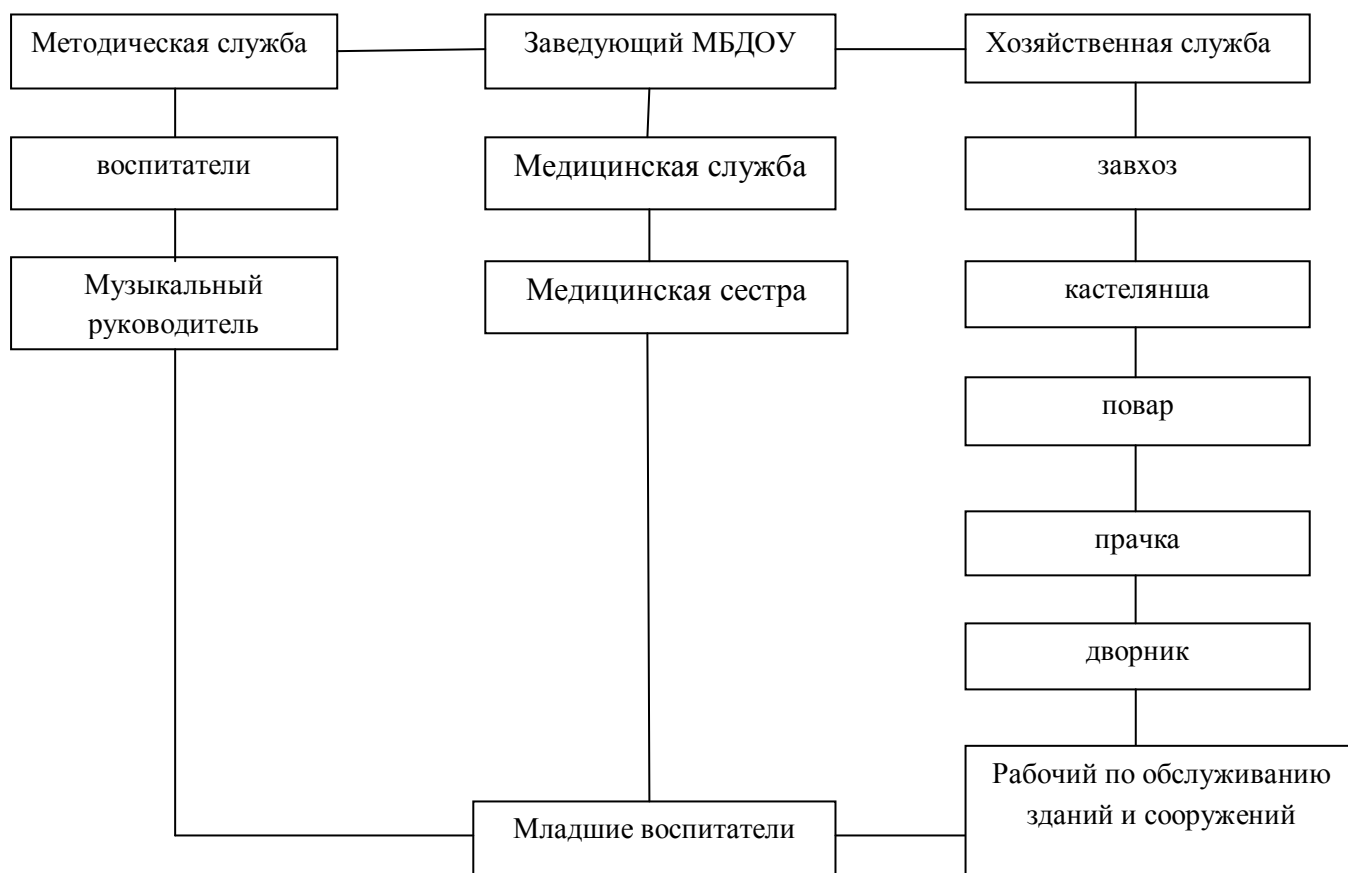 Методическая служба
Заведующий МБДОУ
Хозяйственная служба
воспитатели
Медицинская служба
завхоз
Музыкальный
руководитель
Медицинская сестра
кастелянша
повар
прачка
дворник
Рабочий по обслуживанию
зданий и сооружений
Младшие воспитатели